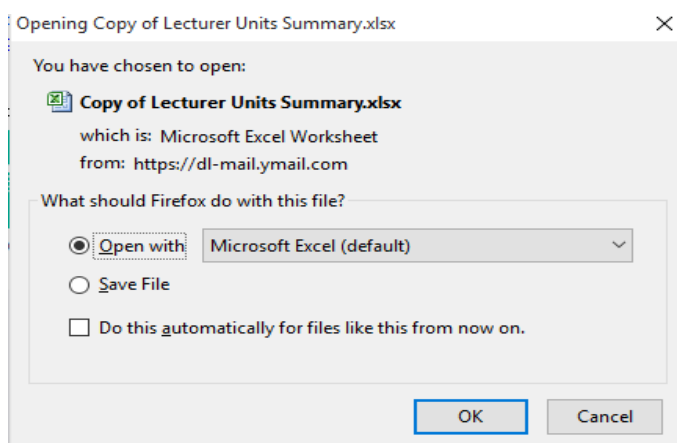 Opening Copy of Lecturer Units Summary.xlsx
You have chosen to open:
Copy of Lecturer Units Summary.xlsx
which is: Microsoft Excel Worksheet
from: https://dl-mail.ymail.com
What should Firefox do with this file?
Open with Microsoft Excel (default)
Save File
Do this automatically for files like this from now on.
OK Cancel